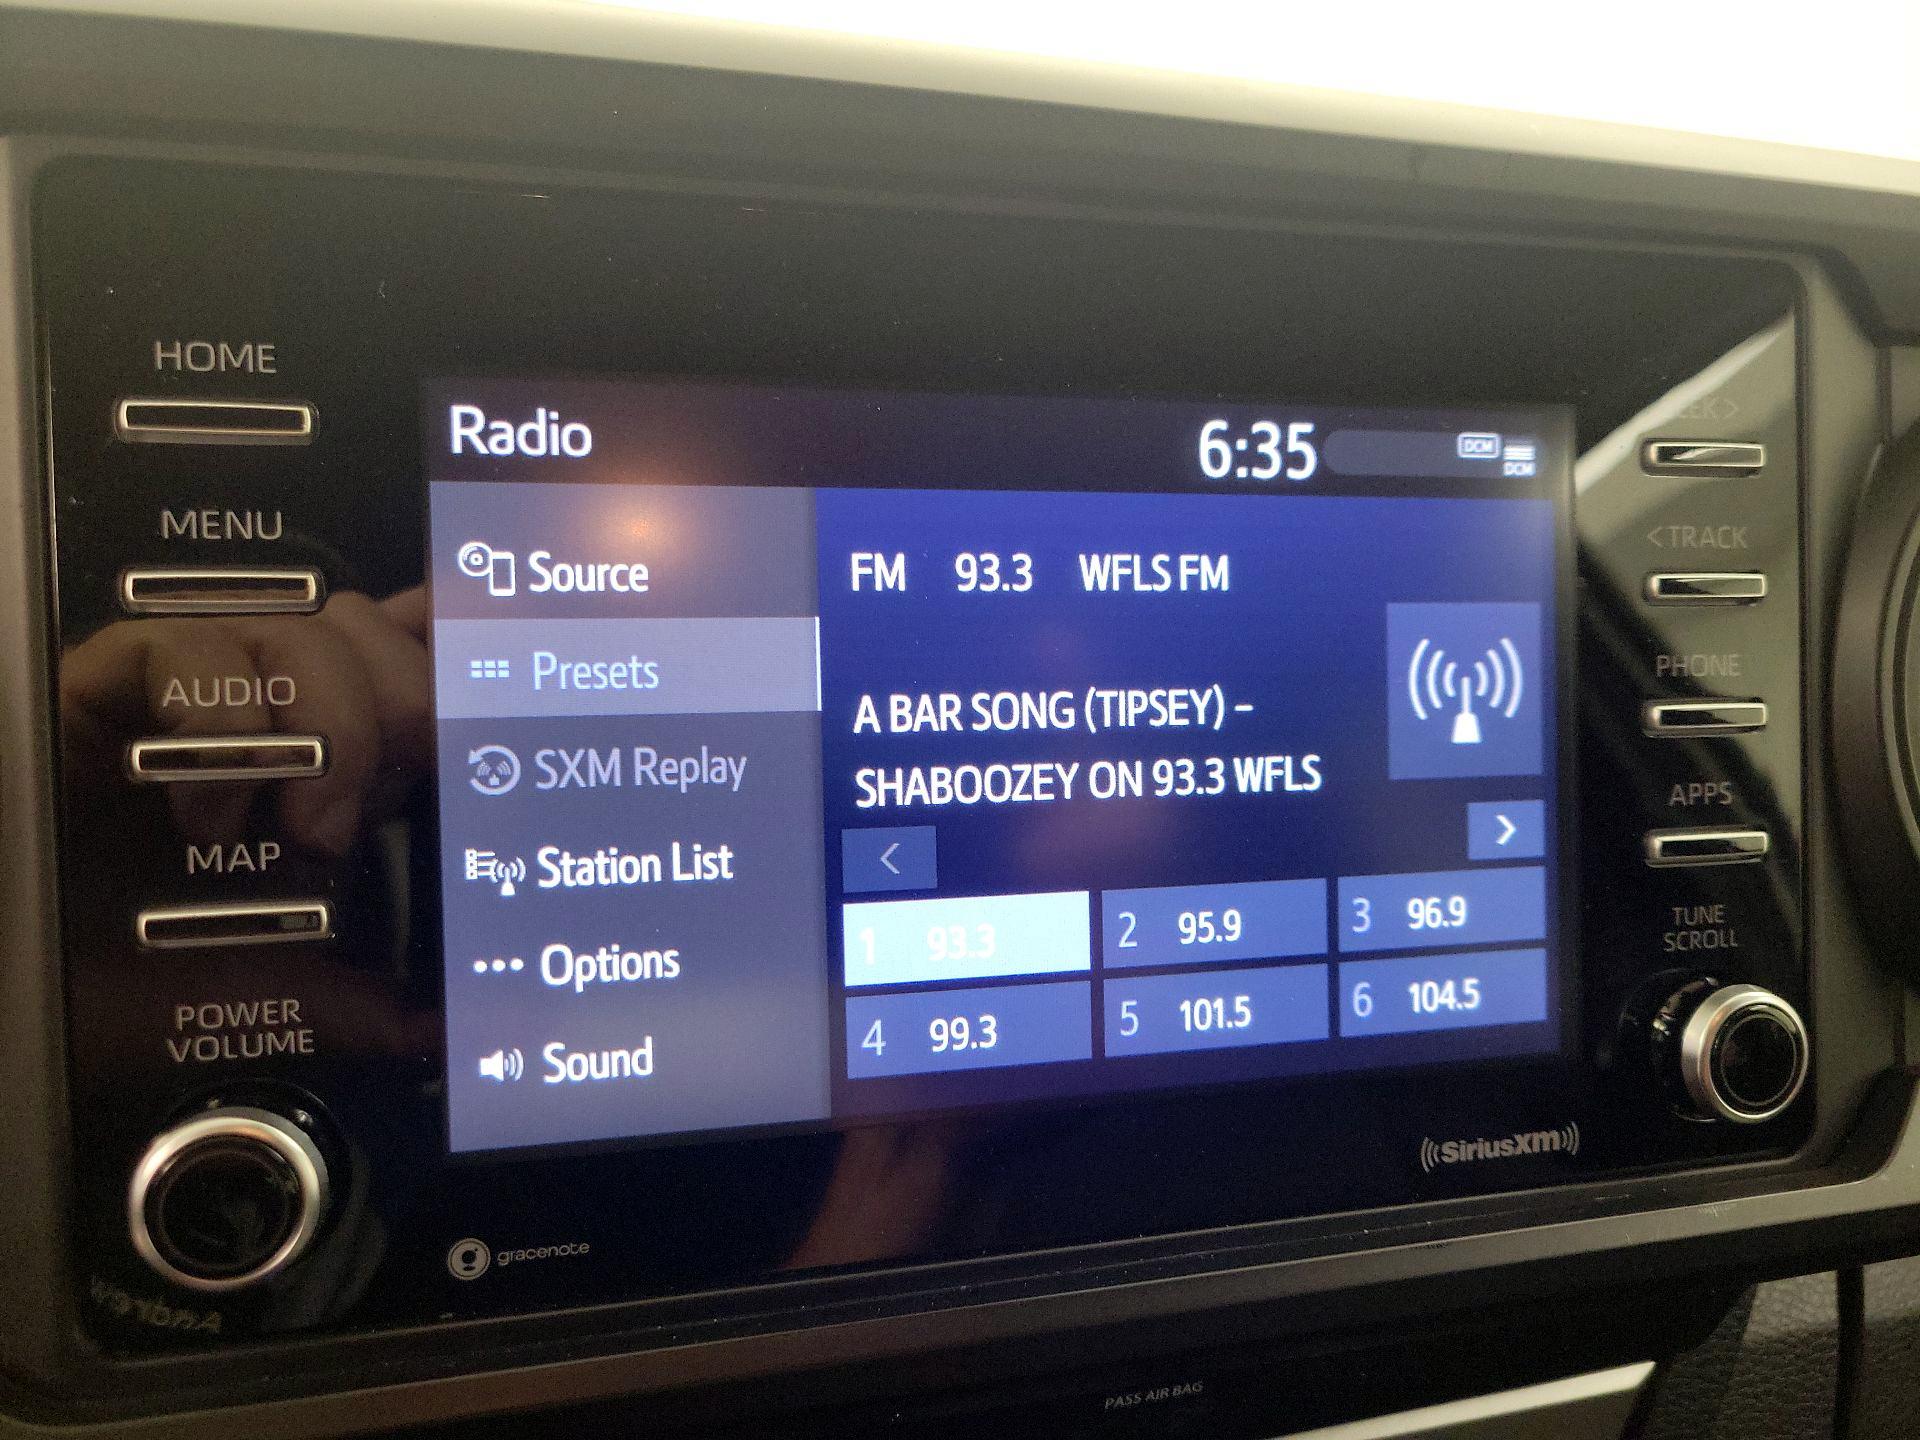 HOME
MENU
AUDIO
MAP
POWER
VOLUME
Radio
6:35
DCM
DCM
Source
Presets
SXM Replay
Station List
Options
Sound
FM 93.3 WFLS FM
A BAR SONG (TIPSEY) –
SHABOOZEY ON 93.3 WFLS
<
>
1 93.3
2 95.9
3 96.9
4 99.3
5 101.5
6 104.5
<TRACK
PHONE
APPS
TUNE
SCROLL
SiriusXM
gracenote
PASS AIR BAG